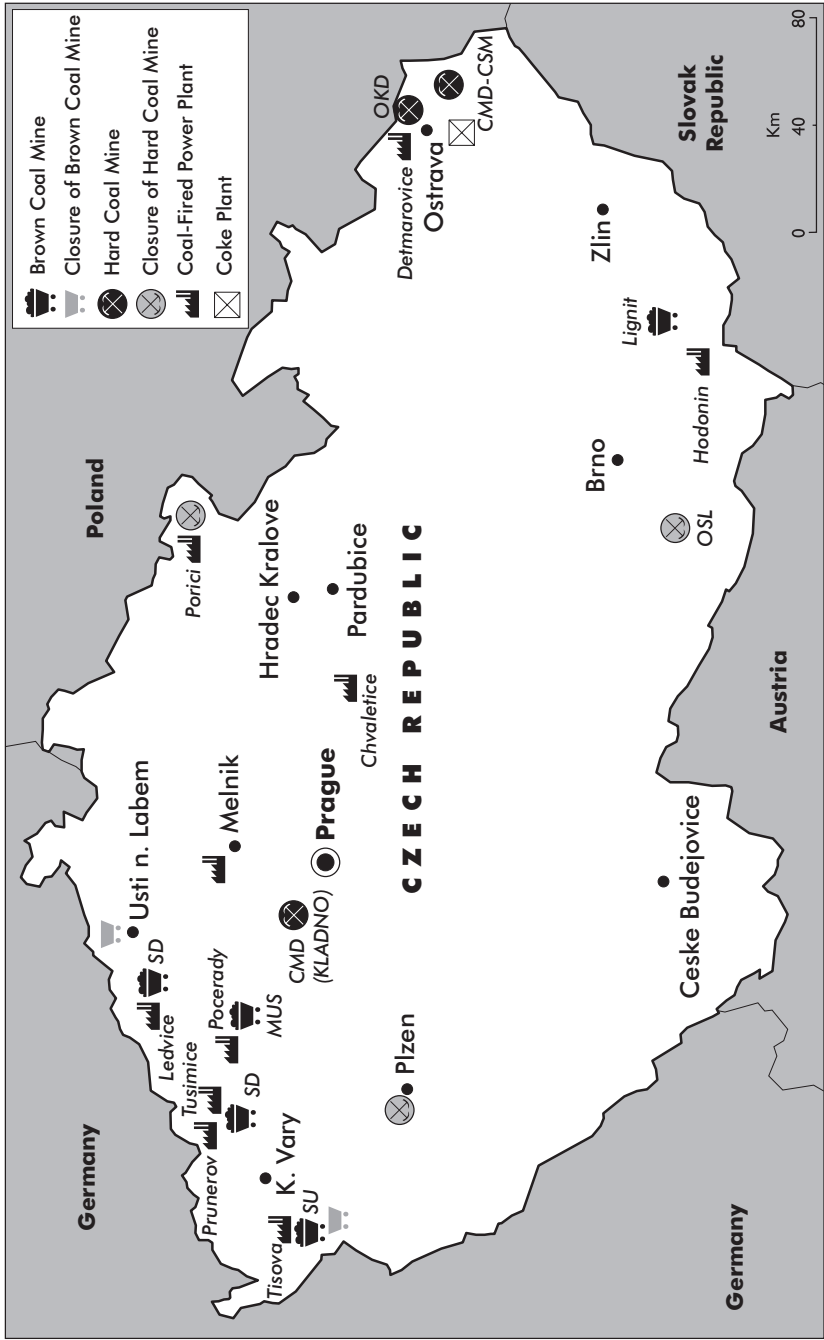 Brown Coal Mine
Closure of Brown Coal Mine
Hard Coal Mine
Closure of Hard Coal Mine
Coal-Fired Power Plant
Coke Plant
Germany
Poland
Usti n. Labem
SD
Ledvice
Tusimice
Prunerov
SD
Pocerady
MUS
Melnik
Porici
K. Vary
SU
Tisova
CMD
(KLADNO)
Prague
Hradec Kralove
Pardubice
Chvaletice
OKD
Detmarovice
Ostrava
CMD-CSM
CZECH REPUBLIC
Plzen
Brno
Zlin
Lignit
Hodonin
OSL
Ceske Budejovice
Germany
Austria
Slovak
Republic
Km
0 40 80